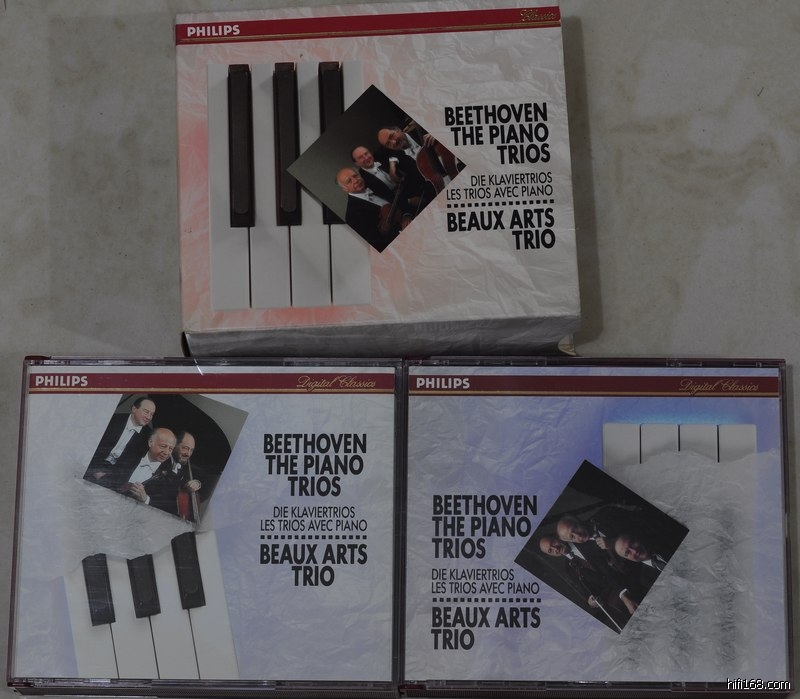 PHILIPS
Classics
BEETHOVEN
THE PIANO
TRIOS
DIE KLAVIERTRIOS
LES TRIOS AVEC PIANO
BEAUX ARTS
TRIO
PHILIPS
Digital Classics
BEETHOVEN
THE PIANO
TRIOS
DIE KLAVIERTRIOS
LES TRIOS AVEC PIANO
BEAUX ARTS
TRIO
PHILIPS
Digital Classics
BEETHOVEN
THE PIANO
TRIOS
DIE KLAVIERTRIOS
LES TRIOS AVEC PIANO
BEAUX ARTS
TRIO
hifi168.com